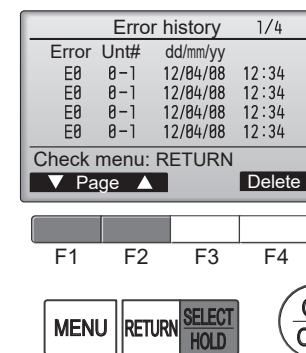 Error history 1/4
Error Unt# dd/mm/yy
E0 0-1 12/04/08 12:34
E0 0-1 12/04/08 12:34
E0 0-1 12/04/08 12:34
E0 0-1 12/04/08 12:34
Check menu: RETURN
▼ Page ▲ Delete
F1 F2 F3 F4
MENU RETURN SELECT
HOLD